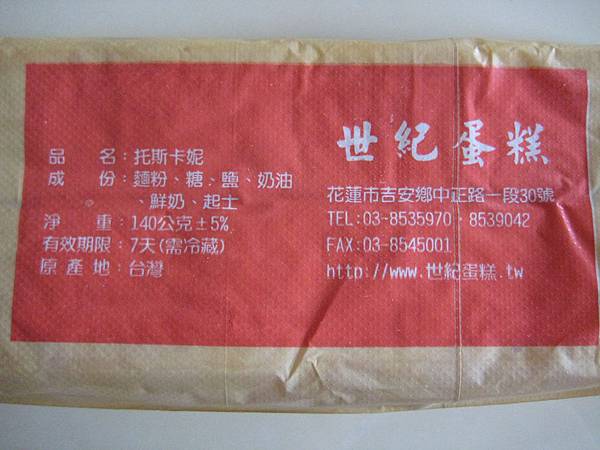 品 名：托斯卡妮
成 份：麵粉、糖、鹽、奶油
。 、鮮奶、起士
淨 重：140公克±5%
有效期限：7天(需冷藏)
原 產 地：台灣
世紀蛋糕
花蓮市吉安鄉中正路一段30號
TEL:03-8535970・8539042
FAX:03-8545001
http://www.世紀蛋糕.tw